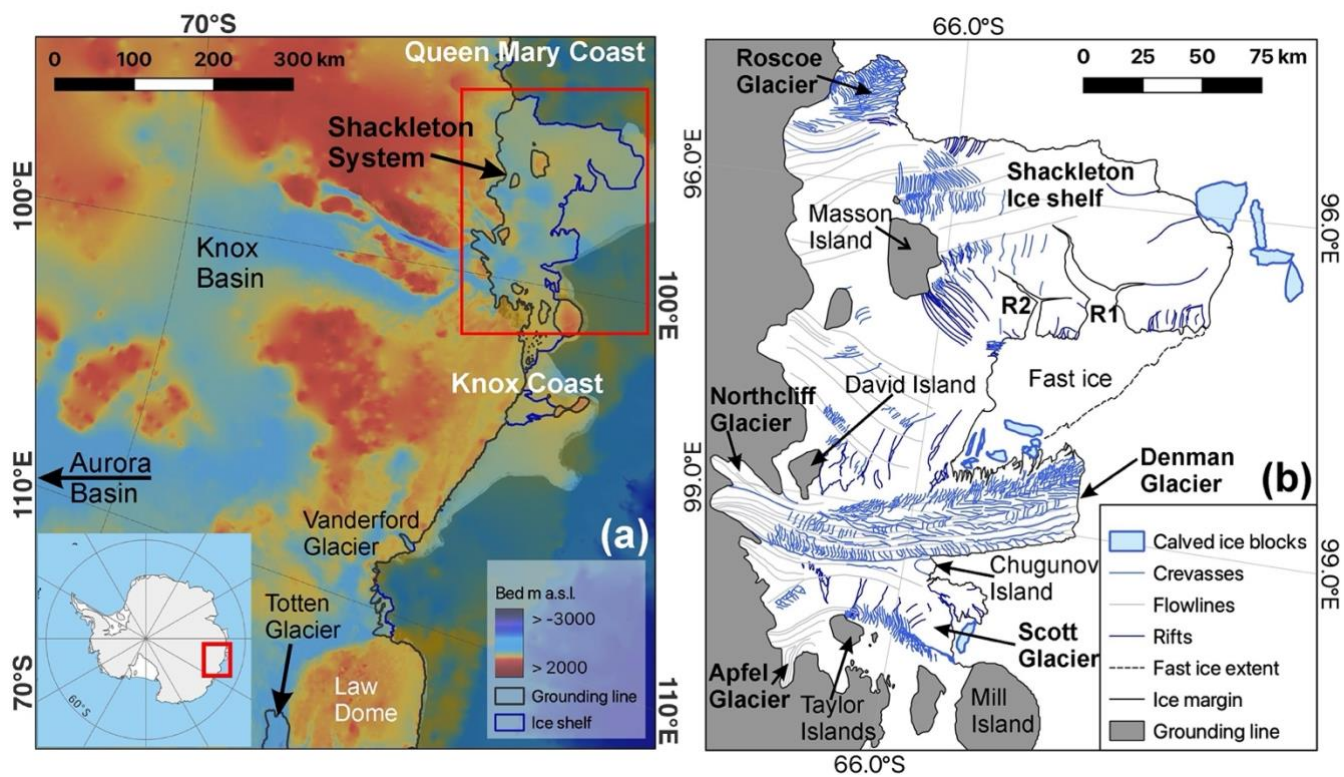 70°S
0 100 200 300 km
Queen Mary Coast
Shackleton
System
100°E
Knox
Basin
100°E
Knox Coast
110°E
Aurora
Basin
Vanderford
Glacier
(a)
Totten
Glacier
Bed m a.s.l.
> -3000
> 2000
Grounding line
Ice shelf
60°S
70°S
Law
Dome
110°E
66.0°S
Roscoe
Glacier
0 25 50 75 km
96.0°E
Shackleton
Ice shelf
Masson
Island
96.0°E
R2
R1
David Island
Fast ice
Northcliff
Glacier
99.0°E
Denman
Glacier
(b)
Chugunov
Island
99.0°E
Scott
Glacier
Apfel
Glacier
Taylor
Islands
Mill
Island
Calved ice blocks
Crevasses
Flowlines
Rifts
Fast ice extent
Ice margin
Grounding line
66.0°S